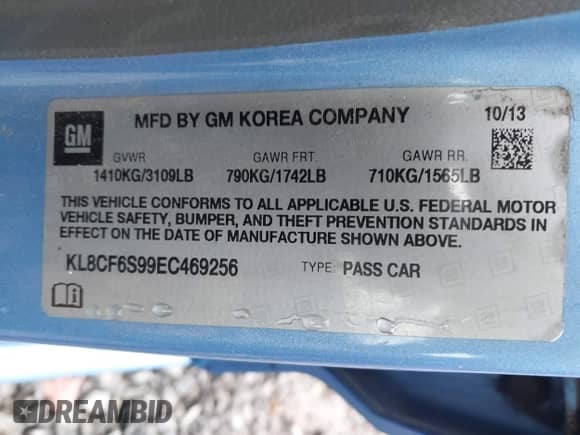 GM
MFD BY GM KOREA COMPANY 10/13
GVWR GAWR FRT. GAWR RR.
1410KG/3109LB 790KG/1742LB 710KG/1565LB
THIS VEHICLE CONFORMS TO ALL APPLICABLE U.S. FEDERAL MOTOR
VEHICLE SAFETY, BUMPER, AND THEFT PREVENTION STANDARDS IN
EFFECT ON THE DATE OF MANUFACTURE SHOWN ABOVE.
KL8CF6S99EC469256 TYPE: PASS CAR
DREAMBID